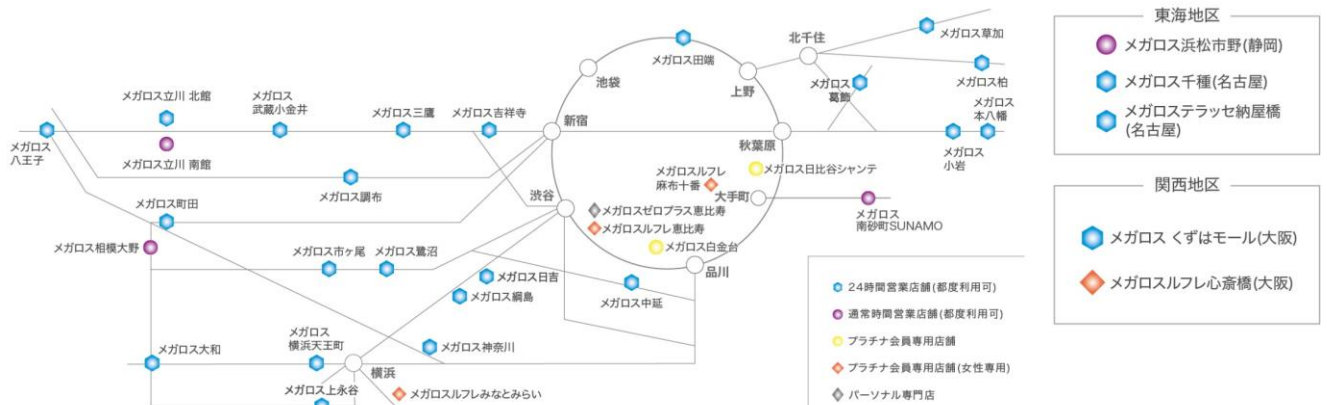 メガロス草加
北千住
メガロス田端
池袋
上野
メガロス
葛飾
メガロス柏
メガロス
本八幡
メガロス立川 北館
メガロス
武蔵小金井
メガロス三鷹
メガロス吉祥寺
新宿
秋葉原
メガロス
小岩
メガロス
八王子
メガロス立川 南館
メガロス調布
渋谷
メガロスルフレ
麻布十番
メガロス日比谷シャンテ
大手町
メガロス
南砂町SUNAMO
メガロスゼロプラス恵比寿
メガロスルフレ恵比寿
メガロス白金台
品川
メガロス町田
メガロス相模大野
メガロス市ヶ尾
メガロス鷺沼
メガロス日吉
メガロス綱島
メガロス中延
メガロス大和
メガロス
横浜天王町
メガロス神奈川
横浜
メガロス上永谷
メガロスルフレみなとみらい
24時間営業店舗(都度利用可)
通常時間営業店舗(都度利用可)
プラチナ会員専用店舗
プラチナ会員専用店舗(女性専用)
パーソナル専門店
東海地区
メガロス浜松市野(静岡)
メガロス千種(名古屋)
メガロステラッセ納屋橋
(名古屋)
関西地区
メガロス くずはモール(大阪)
メガロスルフレ心斎橋(大阪)